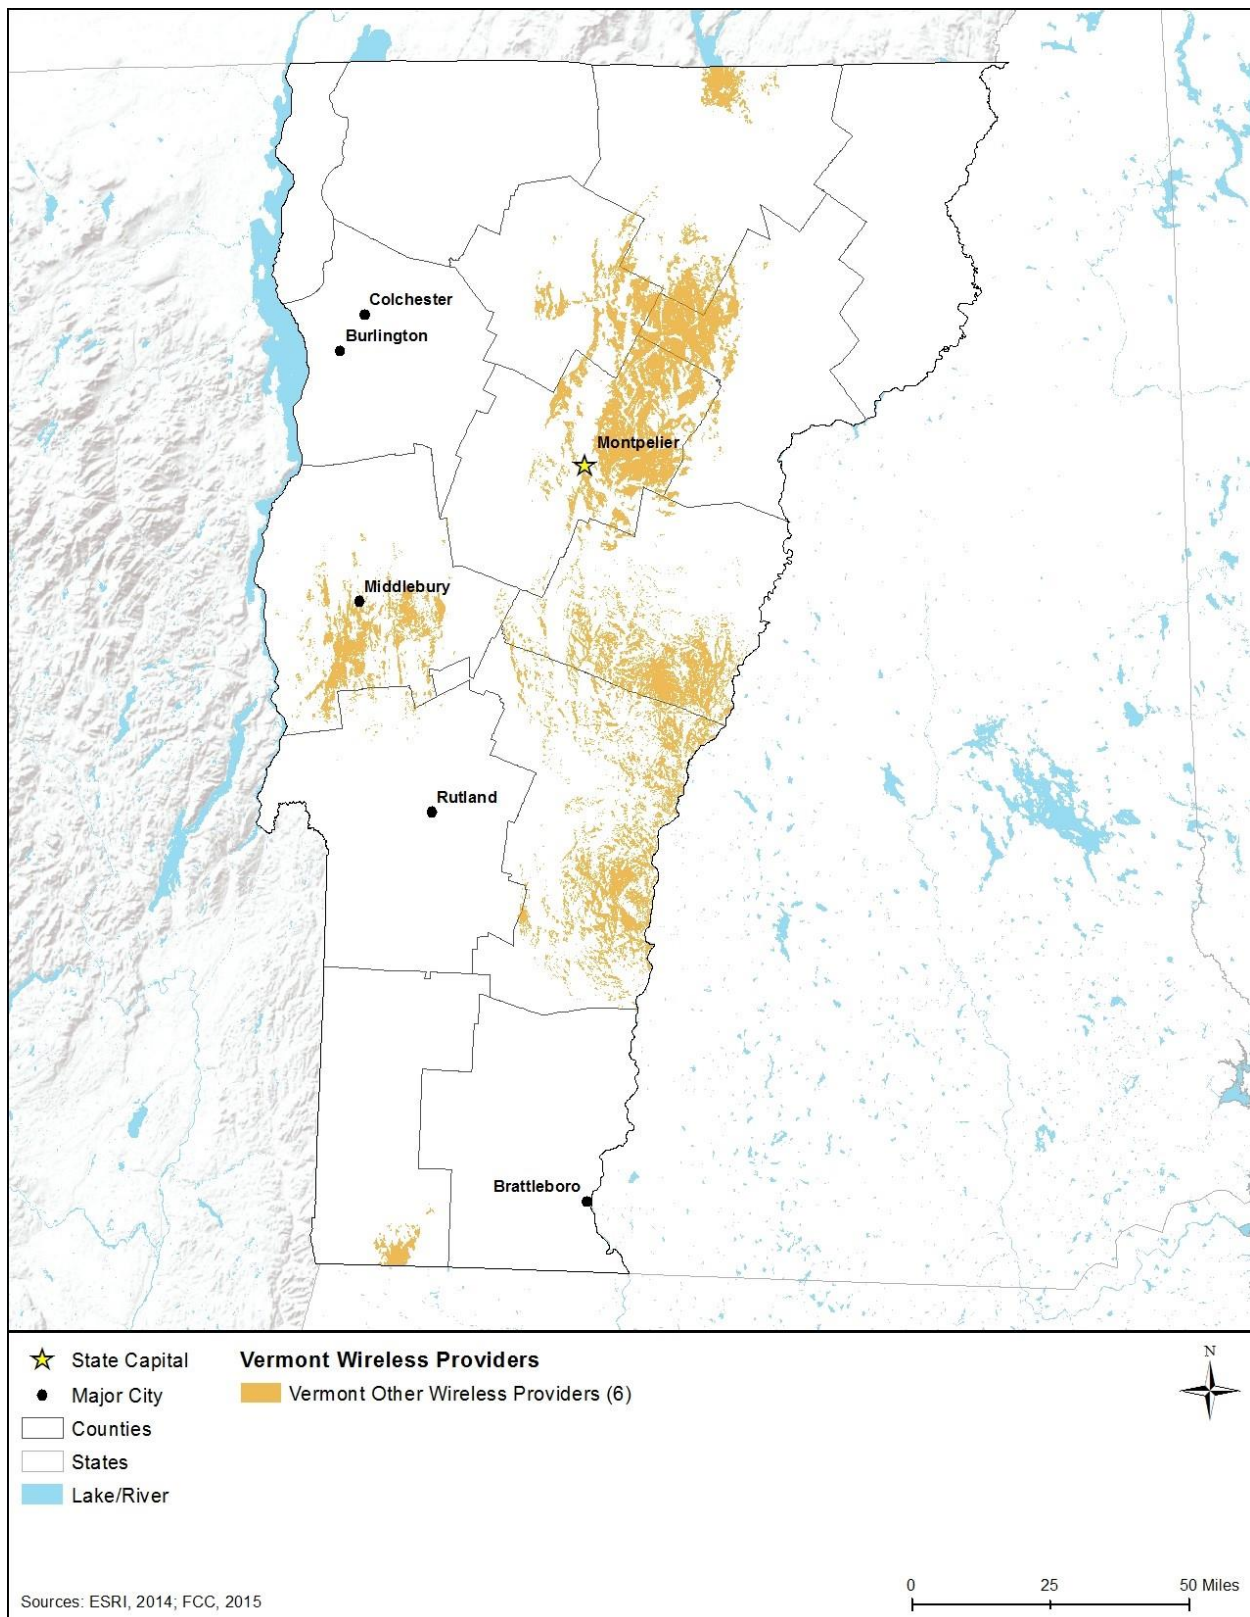 Colchester
Burlington
Montpelier
Middlebury
Rutland
Brattleboro
State Capital
Major City
Counties
States
Lake/River
Vermont Wireless Providers
Vermont Other Wireless Providers (6)
N
Sources: ESRI, 2014; FCC, 2015
0 25 50 Miles